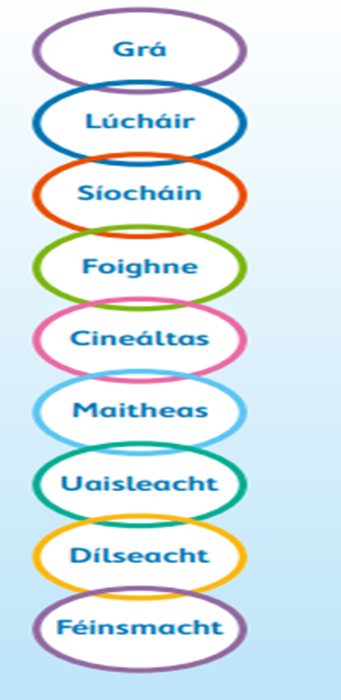 Grá
Lúcháir
Síocháin
Foighne
Cineáltas
Maitheas
Uaisleacht
Dílseacht
Féinsmacht